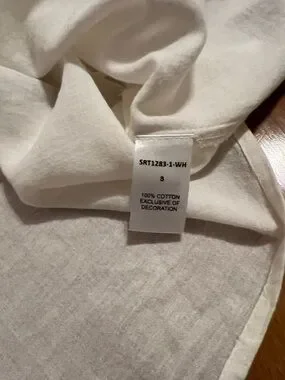 SRT1283-1-WH
S
100% COTTON
EXCLUSIVE OF
DECORATION